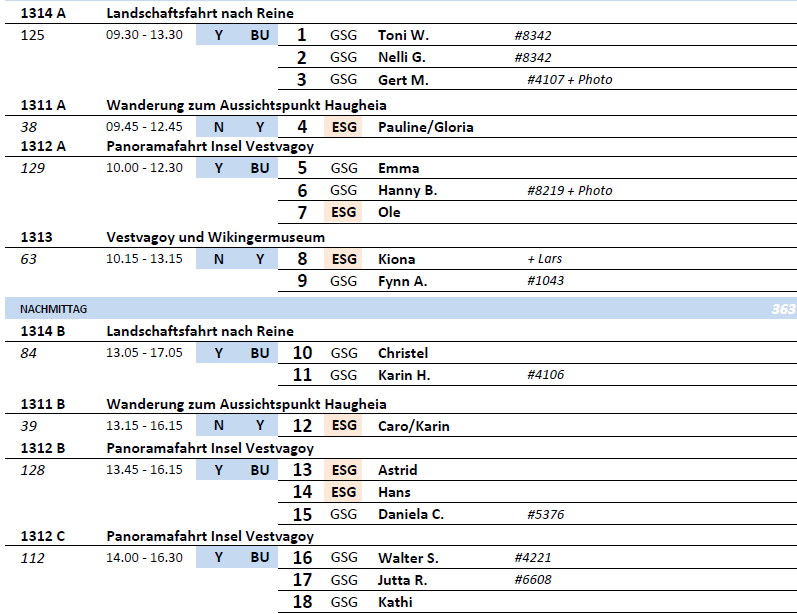 1314 A Landschaftsfahrt nach Reine
125 09.30 - 13.30 Y BU 1 GSG Toni W. #8342
2 GSG Nelli G. #8342
3 GSG Gert M. #4107 + Photo
1311 A Wanderung zum Aussichtspunkt Haugheia
38 09.45 - 12.45 N Y 4 ESG Pauline/Gloria
1312 A Panoramafahrt Insel Vestvagoy
129 10.00 - 12.30 Y BU 5 GSG Emma
6 GSG Hanny B. #8219 + Photo
7 ESG Ole
1313 Vestvagoy und Wikingermuseum
63 10.15 - 13.15 N Y 8 ESG Kiona + Lars
9 GSG Fynn A. #1043
NACHMITTAG 363
1314 B Landschaftsfahrt nach Reine
84 13.05 - 17.05 Y BU 10 GSG Christel
11 GSG Karin H. #4106
1311 B Wanderung zum Aussichtspunkt Haugheia
39 13.15 - 16.15 N Y 12 ESG Caro/Karin
1312 B Panoramafahrt Insel Vestvagoy
128 13.45 - 16.15 Y BU 13 ESG Astrid
14 ESG Hans
15 GSG Daniela C. #5376
1312 C Panoramafahrt Insel Vestvagoy
112 14.00 - 16.30 Y BU 16 GSG Walter S. #4221
17 GSG Jutta R. #6608
18 GSG Kathi